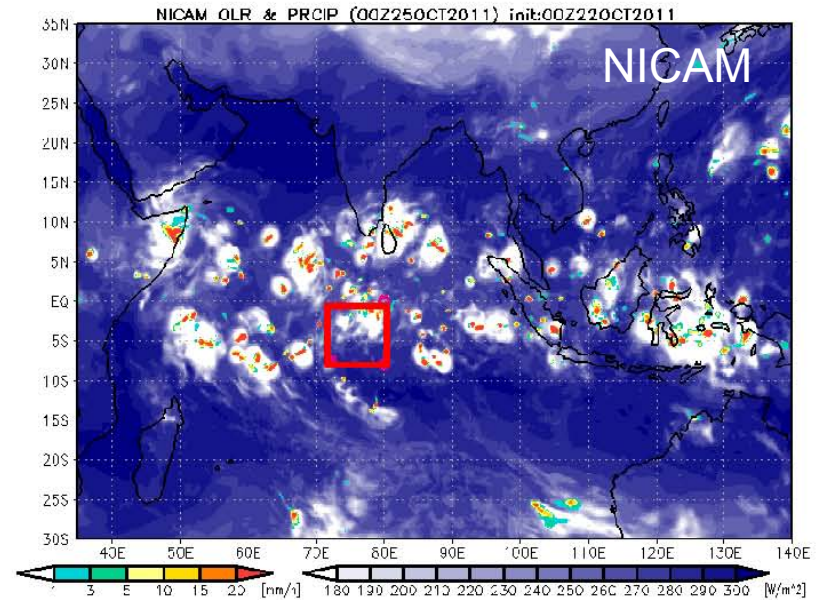 NICAM OLR & PRCIP (00Z25OCT2011) init:00Z22OCT2011
NICAM
35N
30N
25N
20N
15N
10N
5N
EQ
5S
10S
15S
20S
25S
30S
40E 50E 60E 70E 80E 90E 00E 110E 120E 130E 140E
1 3 5 10 15 20 [mm/h] 180 190 200 210 220 230 240 250 260 270 280 290 300 [W/m^2]